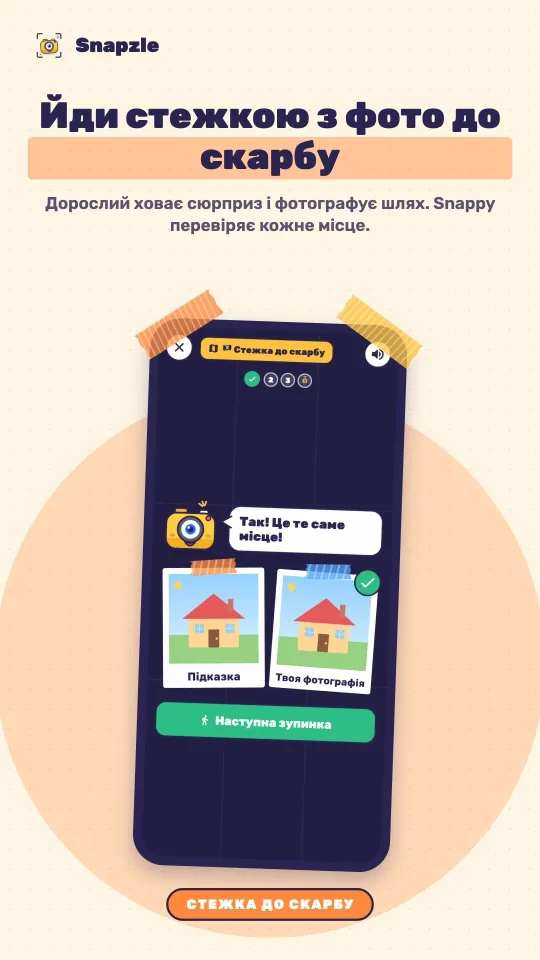 Snapzle
Йди стежкою з фото до
скарбу
Дорослий ховає сюрприз і фотографує шлях. Snappy
перевіряє кожне місце.
Стежка до скарбу
2 3
Так! Це те саме
місце!
Підказка
Твоя фотографія
Наступна зупинка
СТЕЖКА ДО СКАРБУ